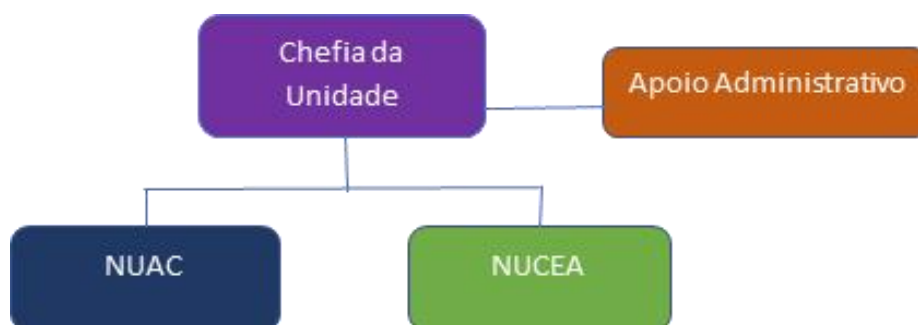 Chefia da
Unidade
Apoio Administrativo
NUAC
NUCEA